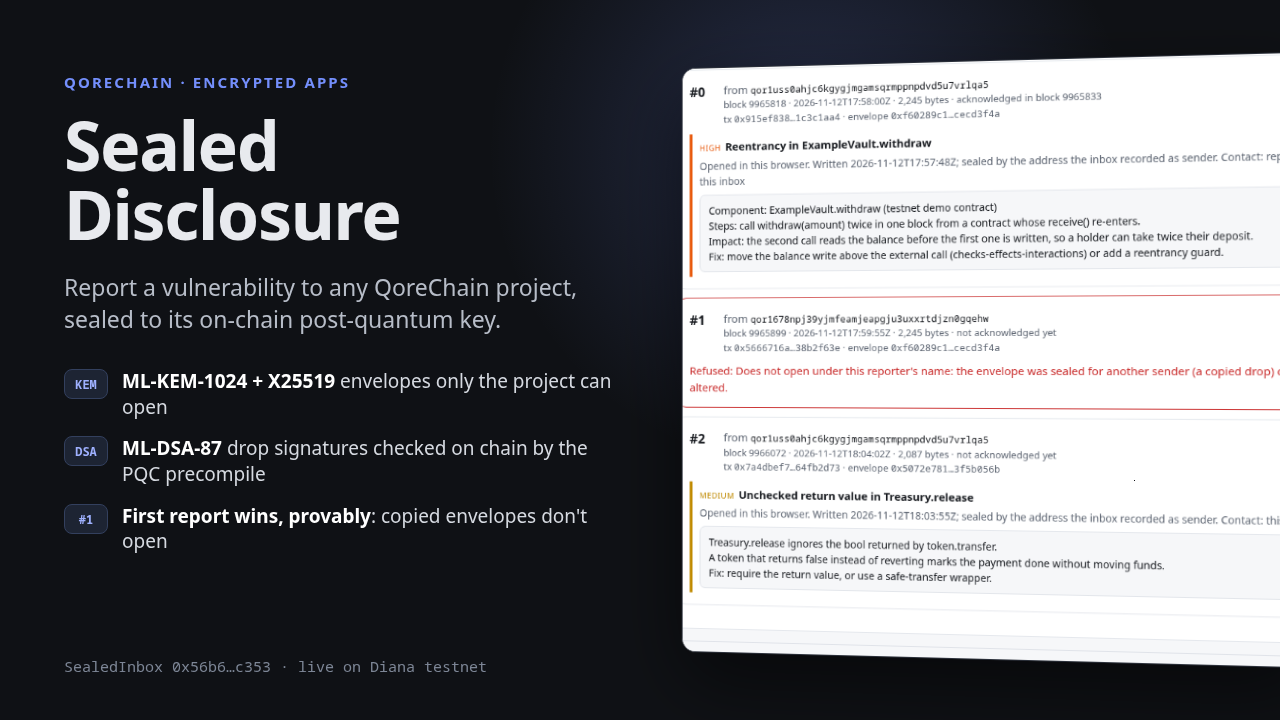 QORECHAIN · ENCRYPTED APPS
Sealed
Disclosure
Report a vulnerability to any QoreChain project,
sealed to its on-chain post-quantum key.
KEM
ML-KEM-1024 + X25519 envelopes only the project can
open
DSA
ML-DSA-87 drop signatures checked on chain by the
PQC precompile
#1
First report wins, provably: copied envelopes don't
open
SealedInbox 0x56b6…c353 · live on Diana testnet
#0
from qor1uss0ahjc6kgygjmgamsqrmppnpdvd5u7vrlqa5
block 9965818 · 2026-11-12T17:58:00Z · 2,245 bytes · acknowledged in block 9965833
tx 0x915ef838…1c3c1aa4 · envelope 0xf60289c1…cecd3f4a
HIGH Reentrancy in ExampleVault.withdraw
Opened in this browser. Written 2026-11-12T17:57:48Z; sealed by the address the inbox recorded as sender. Contact:
this inbox
Component: ExampleVault.withdraw (testnet demo contract)
Steps: call withdraw(amount) twice in one block from a contract whose receive() re-enters.
Impact: the second call reads the balance before the first one is written, so a holder can take twice their deposit.
Fix: move the balance write above the external call (checks-effects-interactions) or add a reentrancy guard.
#1
from qor1678npj39yjmfeamjeapgju3uxxrtdjzn0gqehw
block 9965899 · 2026-11-12T17:59:55Z · 2,245 bytes · not acknowledged yet
tx 0x5666716a…38b2f63e · envelope 0xf60289c1…cecd3f4a
Refused: Does not open under this reporter's name: the envelope was sealed for another sender (a copied drop)
altered.
#2
from qor1uss0ahjc6kgygjmgamsqrmppnpdvd5u7vrlqa5
block 9966072 · 2026-11-12T18:04:02Z · 2,087 bytes · not acknowledged yet
tx 0x7a4dbef7…64fb2d73 · envelope 0x5072e781…3f5b056b
MEDIUM Unchecked return value in Treasury.release
Opened in this browser. Written 2026-11-12T18:03:55Z; sealed by the address the inbox recorded as sender. Contact:
Treasury.release ignores the bool returned by token.transfer.
A token that returns false instead of reverting marks the payment done without moving funds.
Fix: require the return value, or use a safe-transfer wrapper.